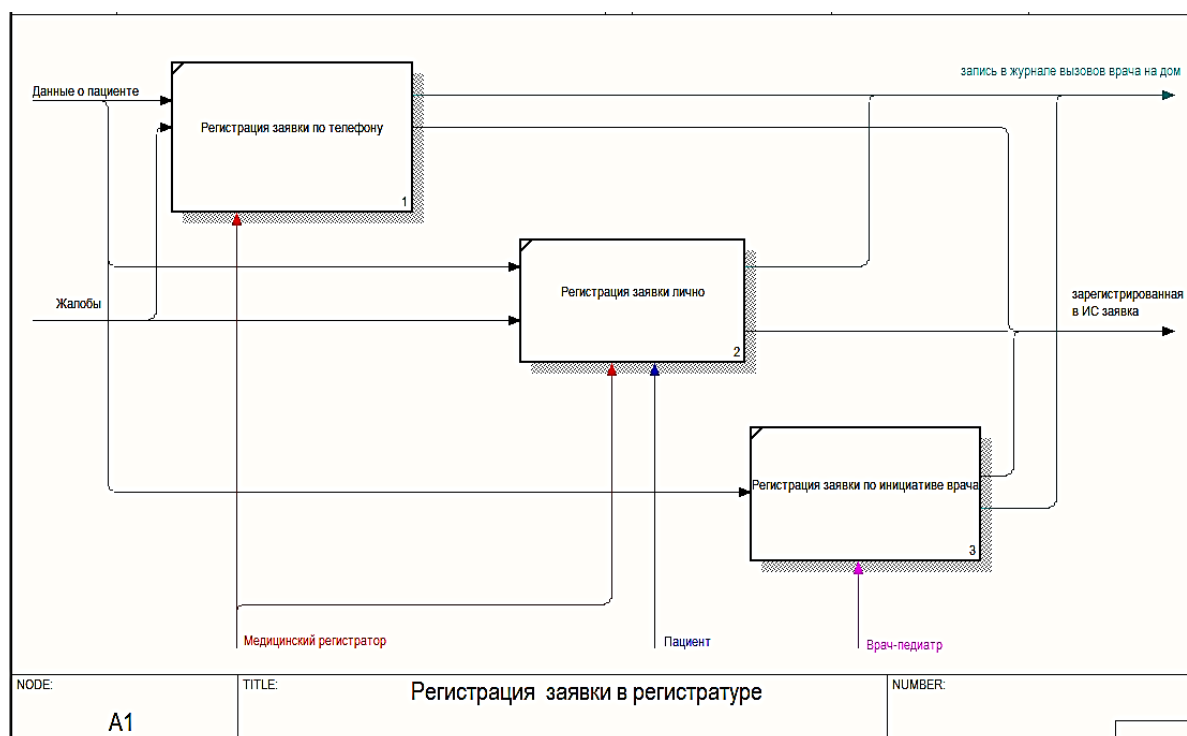 Данные о пациенте
запись в журнале вызовов врача на дом
Регистрация заявки по телефону
1
Жалобы
Регистрация заявки лично
2
зарегистрированная
в ИС заявка
Регистрация заявки по инициативе врача
3
Медицинский регистратор
Пациент
Врач-педиатр
NODE:
A1
TITLE:
Регистрация заявки в регистратуре
NUMBER: